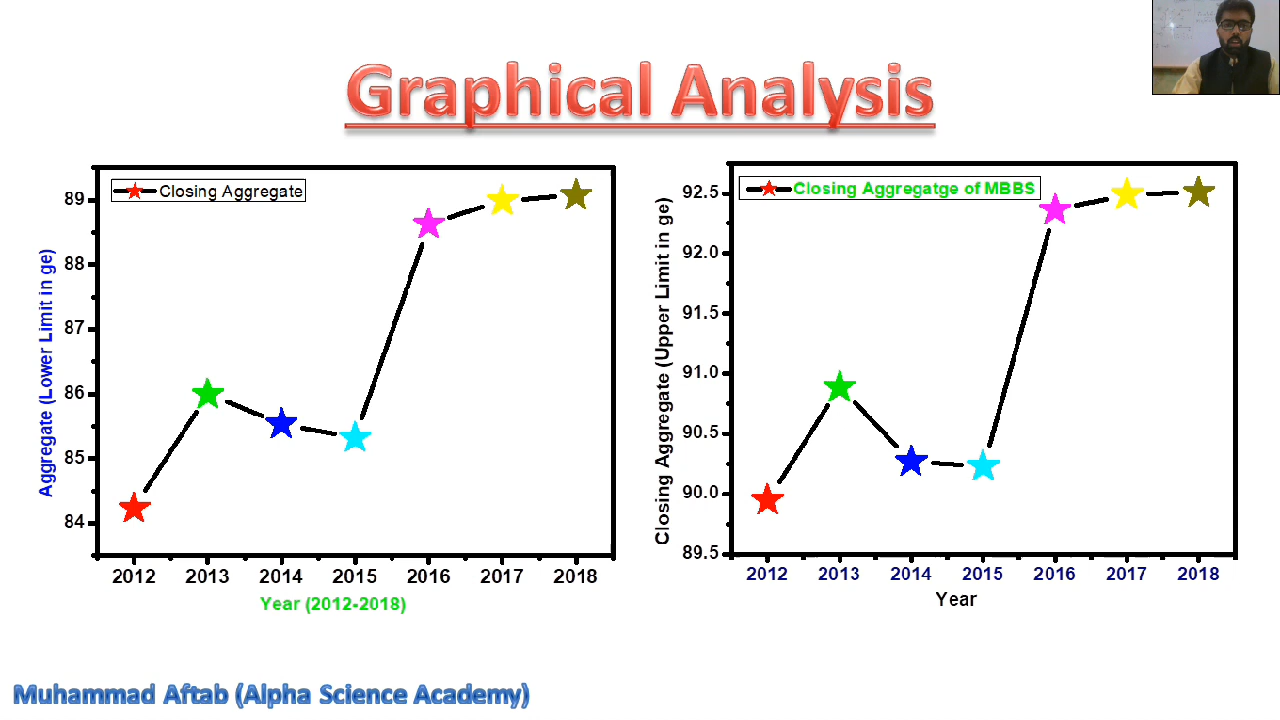 Graphical Analysis
Closing Aggregate
Aggregate (Lower Limit in ge)
89
88
87
86
85
84
2012 2013 2014 2015 2016 2017 2018
Year (2012-2018)
Closing Aggregatge of MBBS
Closing Aggregate (Upper Limit in ge)
92.5
92.0
91.5
91.0
90.5
90.0
89.5
2012 2013 2014 2015 2016 2017 2018
Year
Muhammad Aftab (Alpha Science Academy)